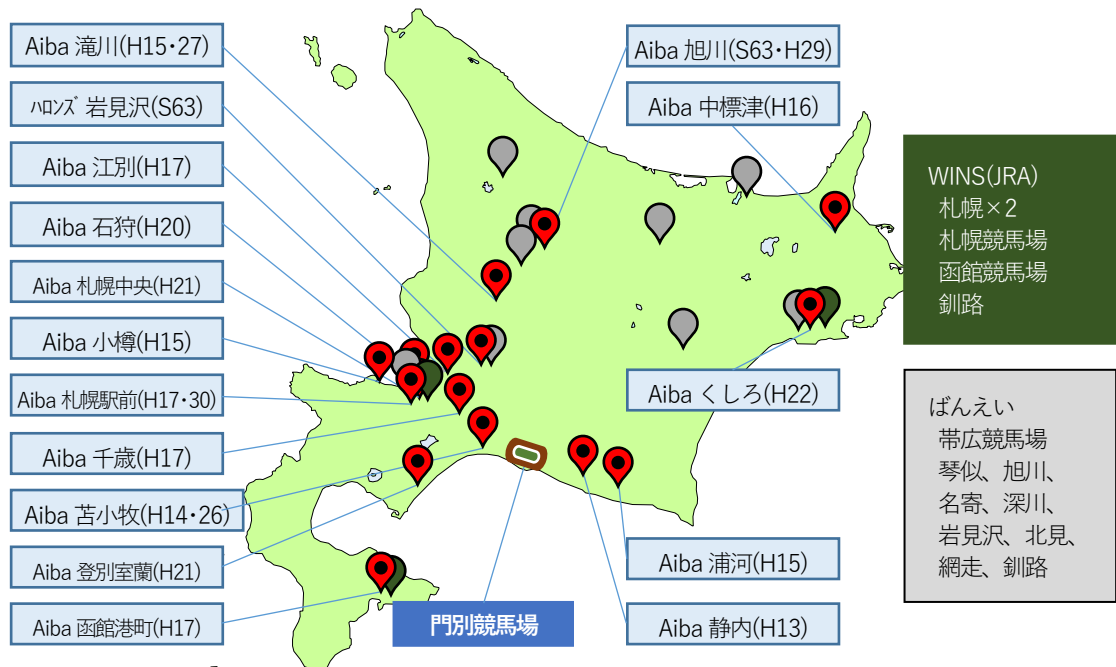 Aiba 滝川(H15・27)
ﾊﾛﾝｽﾞ 岩見沢(S63)
Aiba 江別(H17)
Aiba 石狩(H20)
Aiba 札幌中央(H21)
Aiba 小樽(H15)
Aiba 札幌駅前(H17・30)
Aiba 千歳(H17)
Aiba 苫小牧(H14・26)
Aiba 登別室蘭(H21)
Aiba 函館港町(H17)
門別競馬場
Aiba 旭川(S63・H29)
Aiba 中標津(H16)
Aiba くしろ(H22)
Aiba 浦河(H15)
Aiba 静内(H13)
WINS(JRA)
札幌×2
札幌競馬場
函館競馬場
釧路
ばんえい
帯広競馬場
琴似、旭川、
名寄、深川、
岩見沢、北見、
網走、釧路